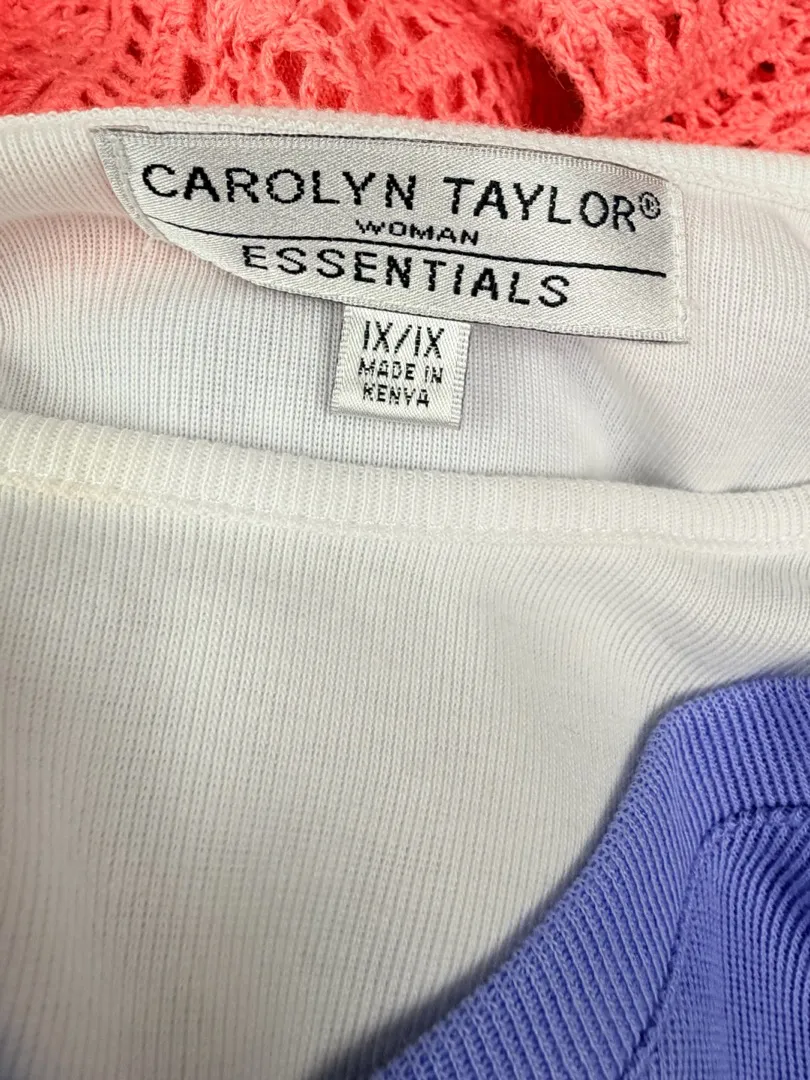 CAROLYN TAYLOR®
WOMAN
ESSENTIALS
1X/1X
MADE IN
KENYA